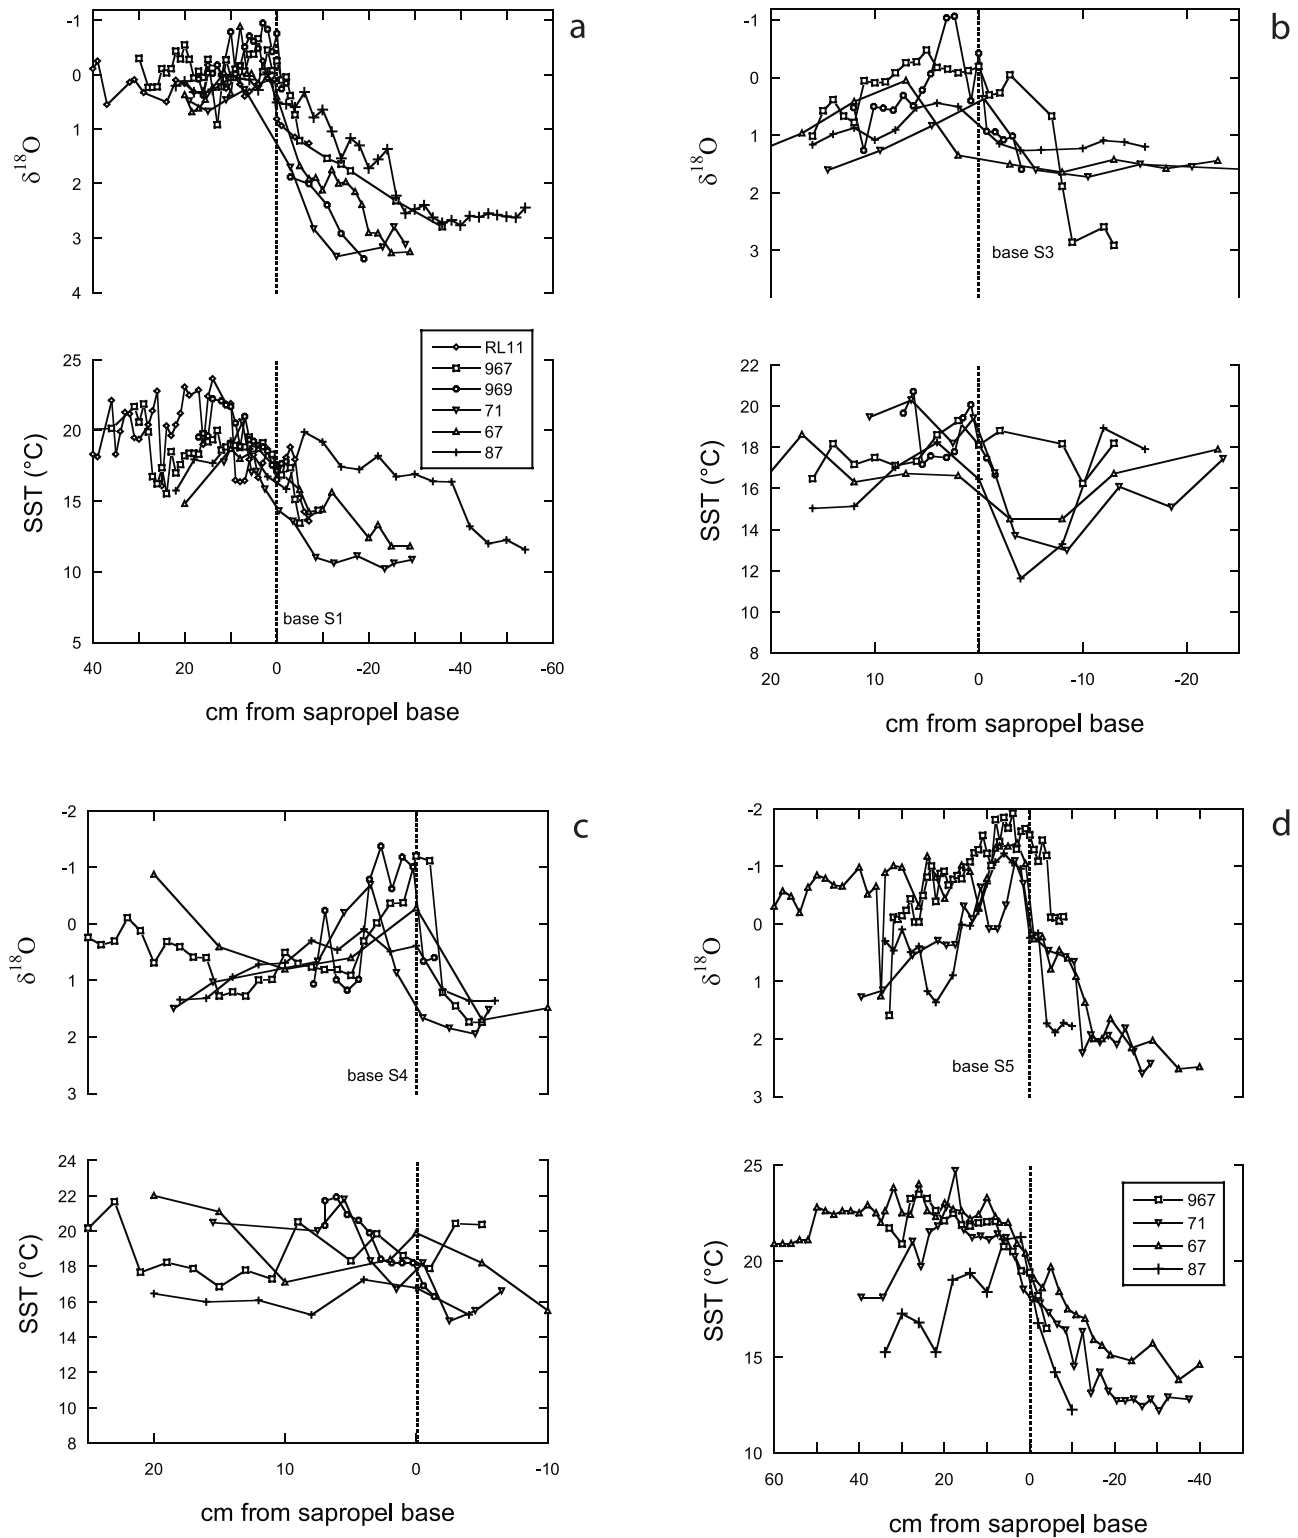 a
-1
0
1
2
3
4
δ18O
25
20
15
10
5
SST (°C)
RL11
967
969
71
67
87
base S1
40 20 0 -20 -40 -60
cm from sapropel base
b
-1
0
1
2
3
δ18O
base S3
22
20
18
16
14
12
10
8
SST (°C)
20 10 0 -10 -20
cm from sapropel base
c
-2
-1
0
1
2
3
δ18O
base S4
24
22
20
18
16
14
12
10
8
SST (°C)
20 10 0 -10
cm from sapropel base
d
-2
-1
0
1
2
3
δ18O
base S5
25
20
15
10
SST (°C)
967
71
67
87
60 40 20 0 -20 -40
cm from sapropel base